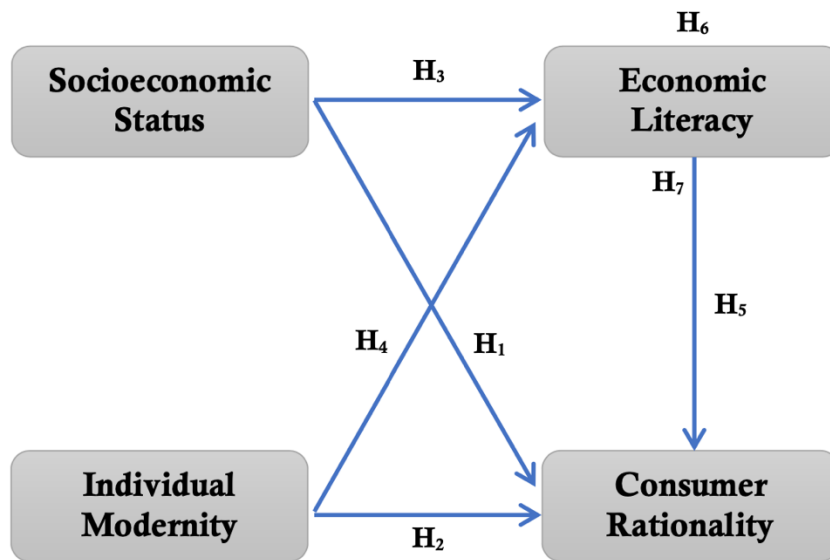 H₆
Socioeconomic
Status
H₃
Economic
Literacy
H₇
H₅
H₄
H₁
Individual
Modernity
H₂
Consumer
Rationality